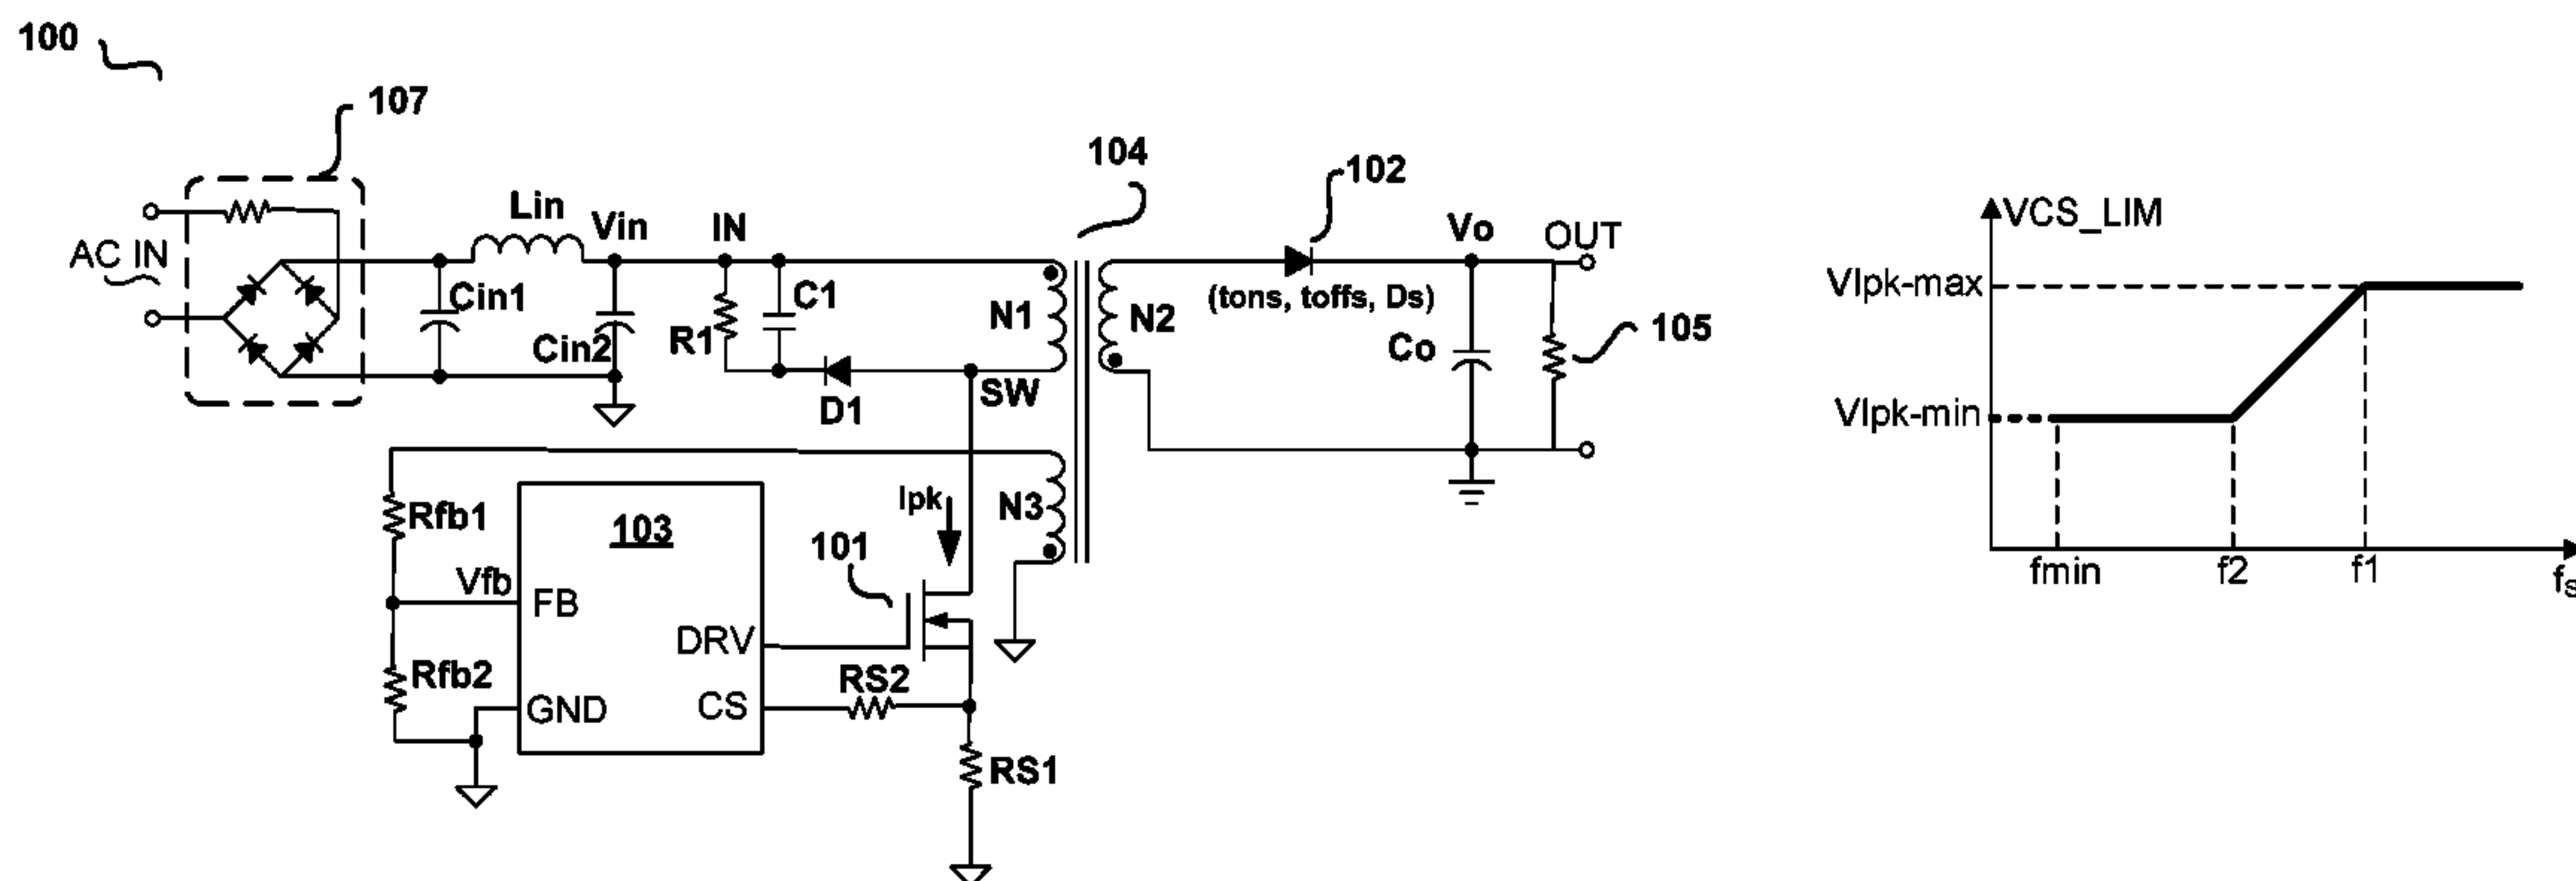 100
107
104
102
Lin
Vin
IN
Vo
OUT
AC IN
Cin1
C1
N1
N2
(tons, toffs, Ds)
Cin2
R1
Co
105
D1
SW
Rfb1
103
Ipk
N3
101
Vfb
FB
DRV
Rfb2
RS2
GND
CS
RS1
VCS_LIM
VIpk-max
VIpk-min
fmin
f2
f1
fs